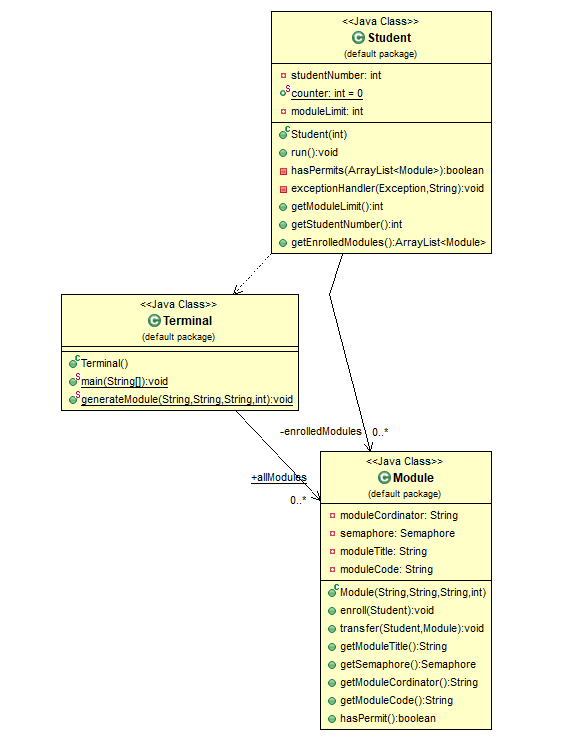 <<Java Class>>
Student
(default package)
studentNumber: int
counter: int = 0
moduleLimit: int
Student(int)
run():void
hasPermits(ArrayList<Module>):boolean
exceptionHandler(Exception,String):void
getModuleLimit():int
getStudentNumber():int
getEnrolledModules():ArrayList<Module>
<<Java Class>>
Terminal
(default package)
Terminal()
main(String[]):void
generateModule(String,String,String,int):void
-enrolledModules 0..*
+allModules
0..*
<<Java Class>>
Module
(default package)
moduleCordinator: String
semaphore: Semaphore
moduleTitle: String
moduleCode: String
Module(String,String,String,int)
enroll(Student):void
transfer(Student,Module):void
getModuleTitle():String
getSemaphore():Semaphore
getModuleCordinator():String
getModuleCode():String
hasPermit():boolean